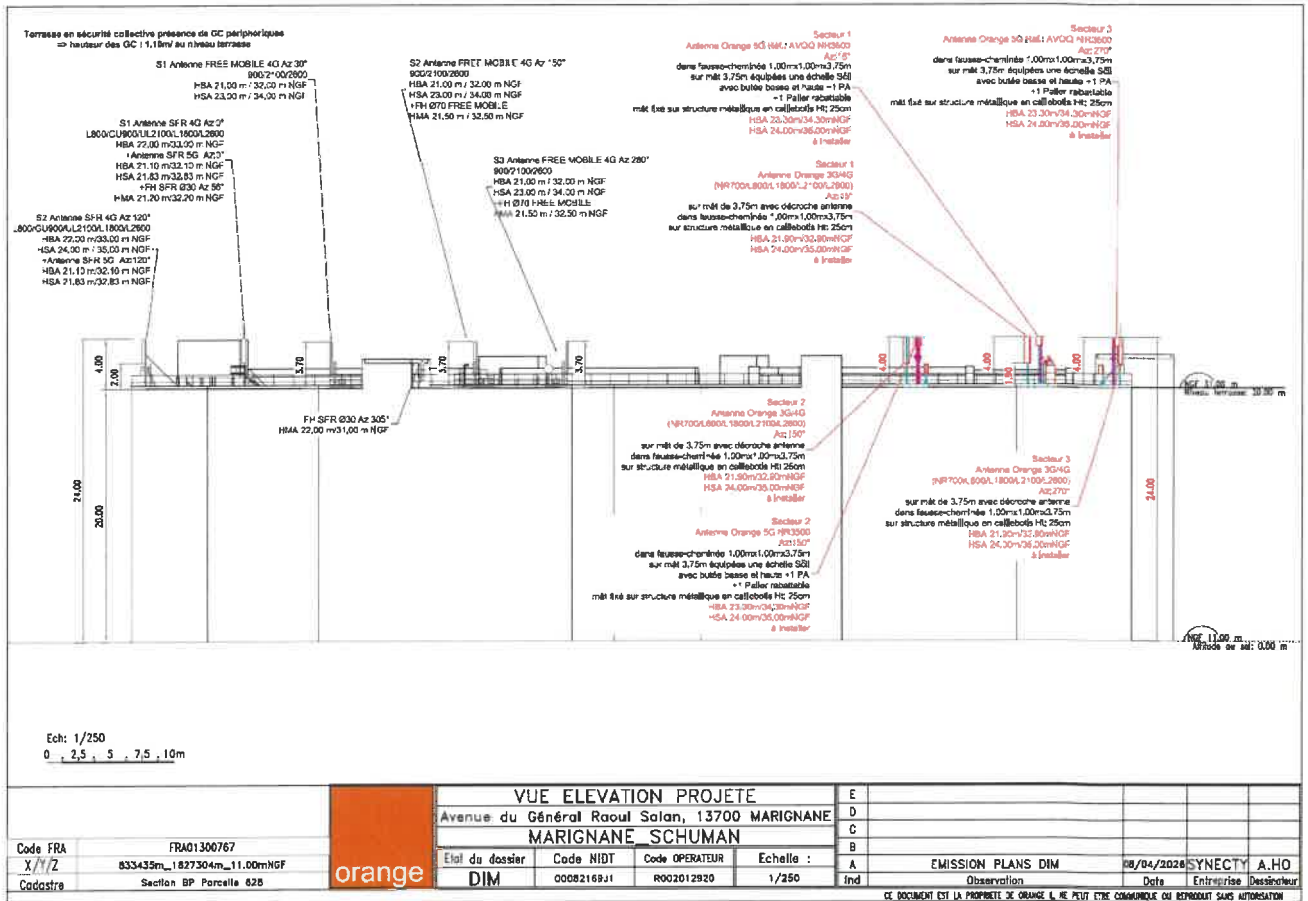 Terrasse en sécurité collective présence de GC périphériques
=> hauteur des GC : 1.10m/ au niveau terrasse
S1 Antenne FREE MOBILE 4G Az 30°
900/2100/2600
HBA 21,00 m / 32,00 m NGF
HSA 23,00 m / 34,00 m NGF
S1 Antenne SFR 4G Az 0°
L800/GU900/UL2100/L1800/L2600
HBA 22,00 m/33,00 m NGF
+Antenne SFR 5G Az 0°
HBA 21.10 m/32.10 m NGF
HSA 21.83 m/32.83 m NGF
+FH SFR Ø30 Az 56°
HMA 21.20 m/32.20 m NGF
S2 Antenne SFR 4G Az 120°
L800/GU900/UL2100/L1800/L2600
HBA 22,00 m/33,00 m NGF
HSA 24,00 m / 35,00 m NGF
+Antenne SFR 5G Az 120°
HBA 21.10 m/32.10 m NGF
HSA 21.83 m/32.83 m NGF
S2 Antenne FREE MOBILE 4G Az 150°
900/2100/2600
HBA 21.00 m / 32.00 m NGF
HSA 23.00 m / 34.00 m NGF
+FH Ø70 FREE MOBILE
HMA 21.50 m / 32.50 m NGF
S3 Antenne FREE MOBILE 4G Az 280°
900/2100/2600
HBA 21.00 m / 32.00 m NGF
HSA 23.00 m / 34.00 m NGF
+FH Ø70 FREE MOBILE
HMA 21.50 m / 32.50 m NGF
Secteur 1
Antenne Orange 5G Réf.: AVQQ NR3500
Az:15°
dans fausse-cheminée 1.00mx1.00mx3,75m
sur mât 3,75m équipées une échelle Söll
avec butée basse et haute +1 PA
+1 Palier rabattable
mât fixé sur structure métallique en caillebotis Ht: 25cm
HBA 23.30m/34.30mNGF
HSA 24.00m/35.00mNGF
à installer
Secteur 1
Antenne Orange 3G/4G
(NR700/L800/L1800/L2100/L2600)
Az:15°
sur mât de 3.75m avec décroche antenne
dans fausse-cheminée 1,00mx1,00mx3,75m
sur structure métallique en caillebotis Ht: 25cm
HBA 21.90m/32.90mNGF
HSA 24.00m/35.00mNGF
à installer
Secteur 3
Antenne Orange 5G Réf.: AVQQ NR3500
Az: 270°
dans fausse-cheminée 1.00mx1.00mx3,75m
sur mât 3,75m équipées une échelle Söll
avec butée basse et haute +1 PA
+1 Palier rabattable
mât fixé sur structure métallique en caillebotis Ht: 25cm
HBA 23.30m/34.30mNGF
HSA 24.00m/35.00mNGF
à installer
4.00
2.00
3.70
3.70
3.70
4.00
4.00
1.90
4.00
NGF 31.00 m
Niveau terrasse: 20.00 m
FH SFR Ø30 Az 305°
HMA 22,00 m/31,00 m NGF
Secteur 2
Antenne Orange 3G/4G
(NR700/L800/L1800/L2100/L2600)
Az:150°
sur mât de 3.75m avec décroche antenne
dans fausse-cheminée 1.00mx1.00mx3.75m
sur structure métallique en caillebotis Ht: 25cm
HBA 21.90m/32.90mNGF
HSA 24.00m/35.00mNGF
à installer
Secteur 3
Antenne Orange 3G/4G
(NR700/L800/L1800/L2100/L2600)
Az:270°
sur mât de 3.75m avec décroche antenne
dans fausse-cheminée 1.00mx1.00mx3.75m
sur structure métallique en caillebotis Ht: 25cm
HBA 21.90m/32.90mNGF
HSA 24.00m/35.00mNGF
à installer
24.00
20.00
24.00
Secteur 2
Antenne Orange 5G NR3500
Az:150°
dans fausse-cheminée 1.00mx1.00mx3.75m
sur mât 3.75m équipées une échelle Söll
avec butée basse et haute +1 PA
+1 Palier rabattable
mât fixé sur structure métallique en caillebotis Ht: 25cm
HBA 23.30m/34.30mNGF
HSA 24.00m/35.00mNGF
à installer
NGF 11.00 m
Altitude au sol: 0.00 m
Ech: 1/250
0 2,5 5 7,5 10m
Code FRA FRA01300767
X/Y/Z 833435m_1827304m_11.00mNGF
Cadastre Section BP Parcelle 628
orange
VUE ELEVATION PROJETE
Avenue du Général Raoul Salan, 13700 MARIGNANE
MARIGNANE_SCHUMAN
Etat du dossier Code NIDT Code OPERATEUR Echelle :
DIM 00082169J1 R002012920 1/250
E
D
C
B
A EMISSION PLANS DIM 08/04/2026 SYNECTY A.HO
Ind Observation Date Entreprise Dessinateur
CE DOCUMENT EST LA PROPRIETE DE ORANGE IL NE PEUT ETRE COMMUNIQUE OU REPRODUIT SANS AUTORISATION